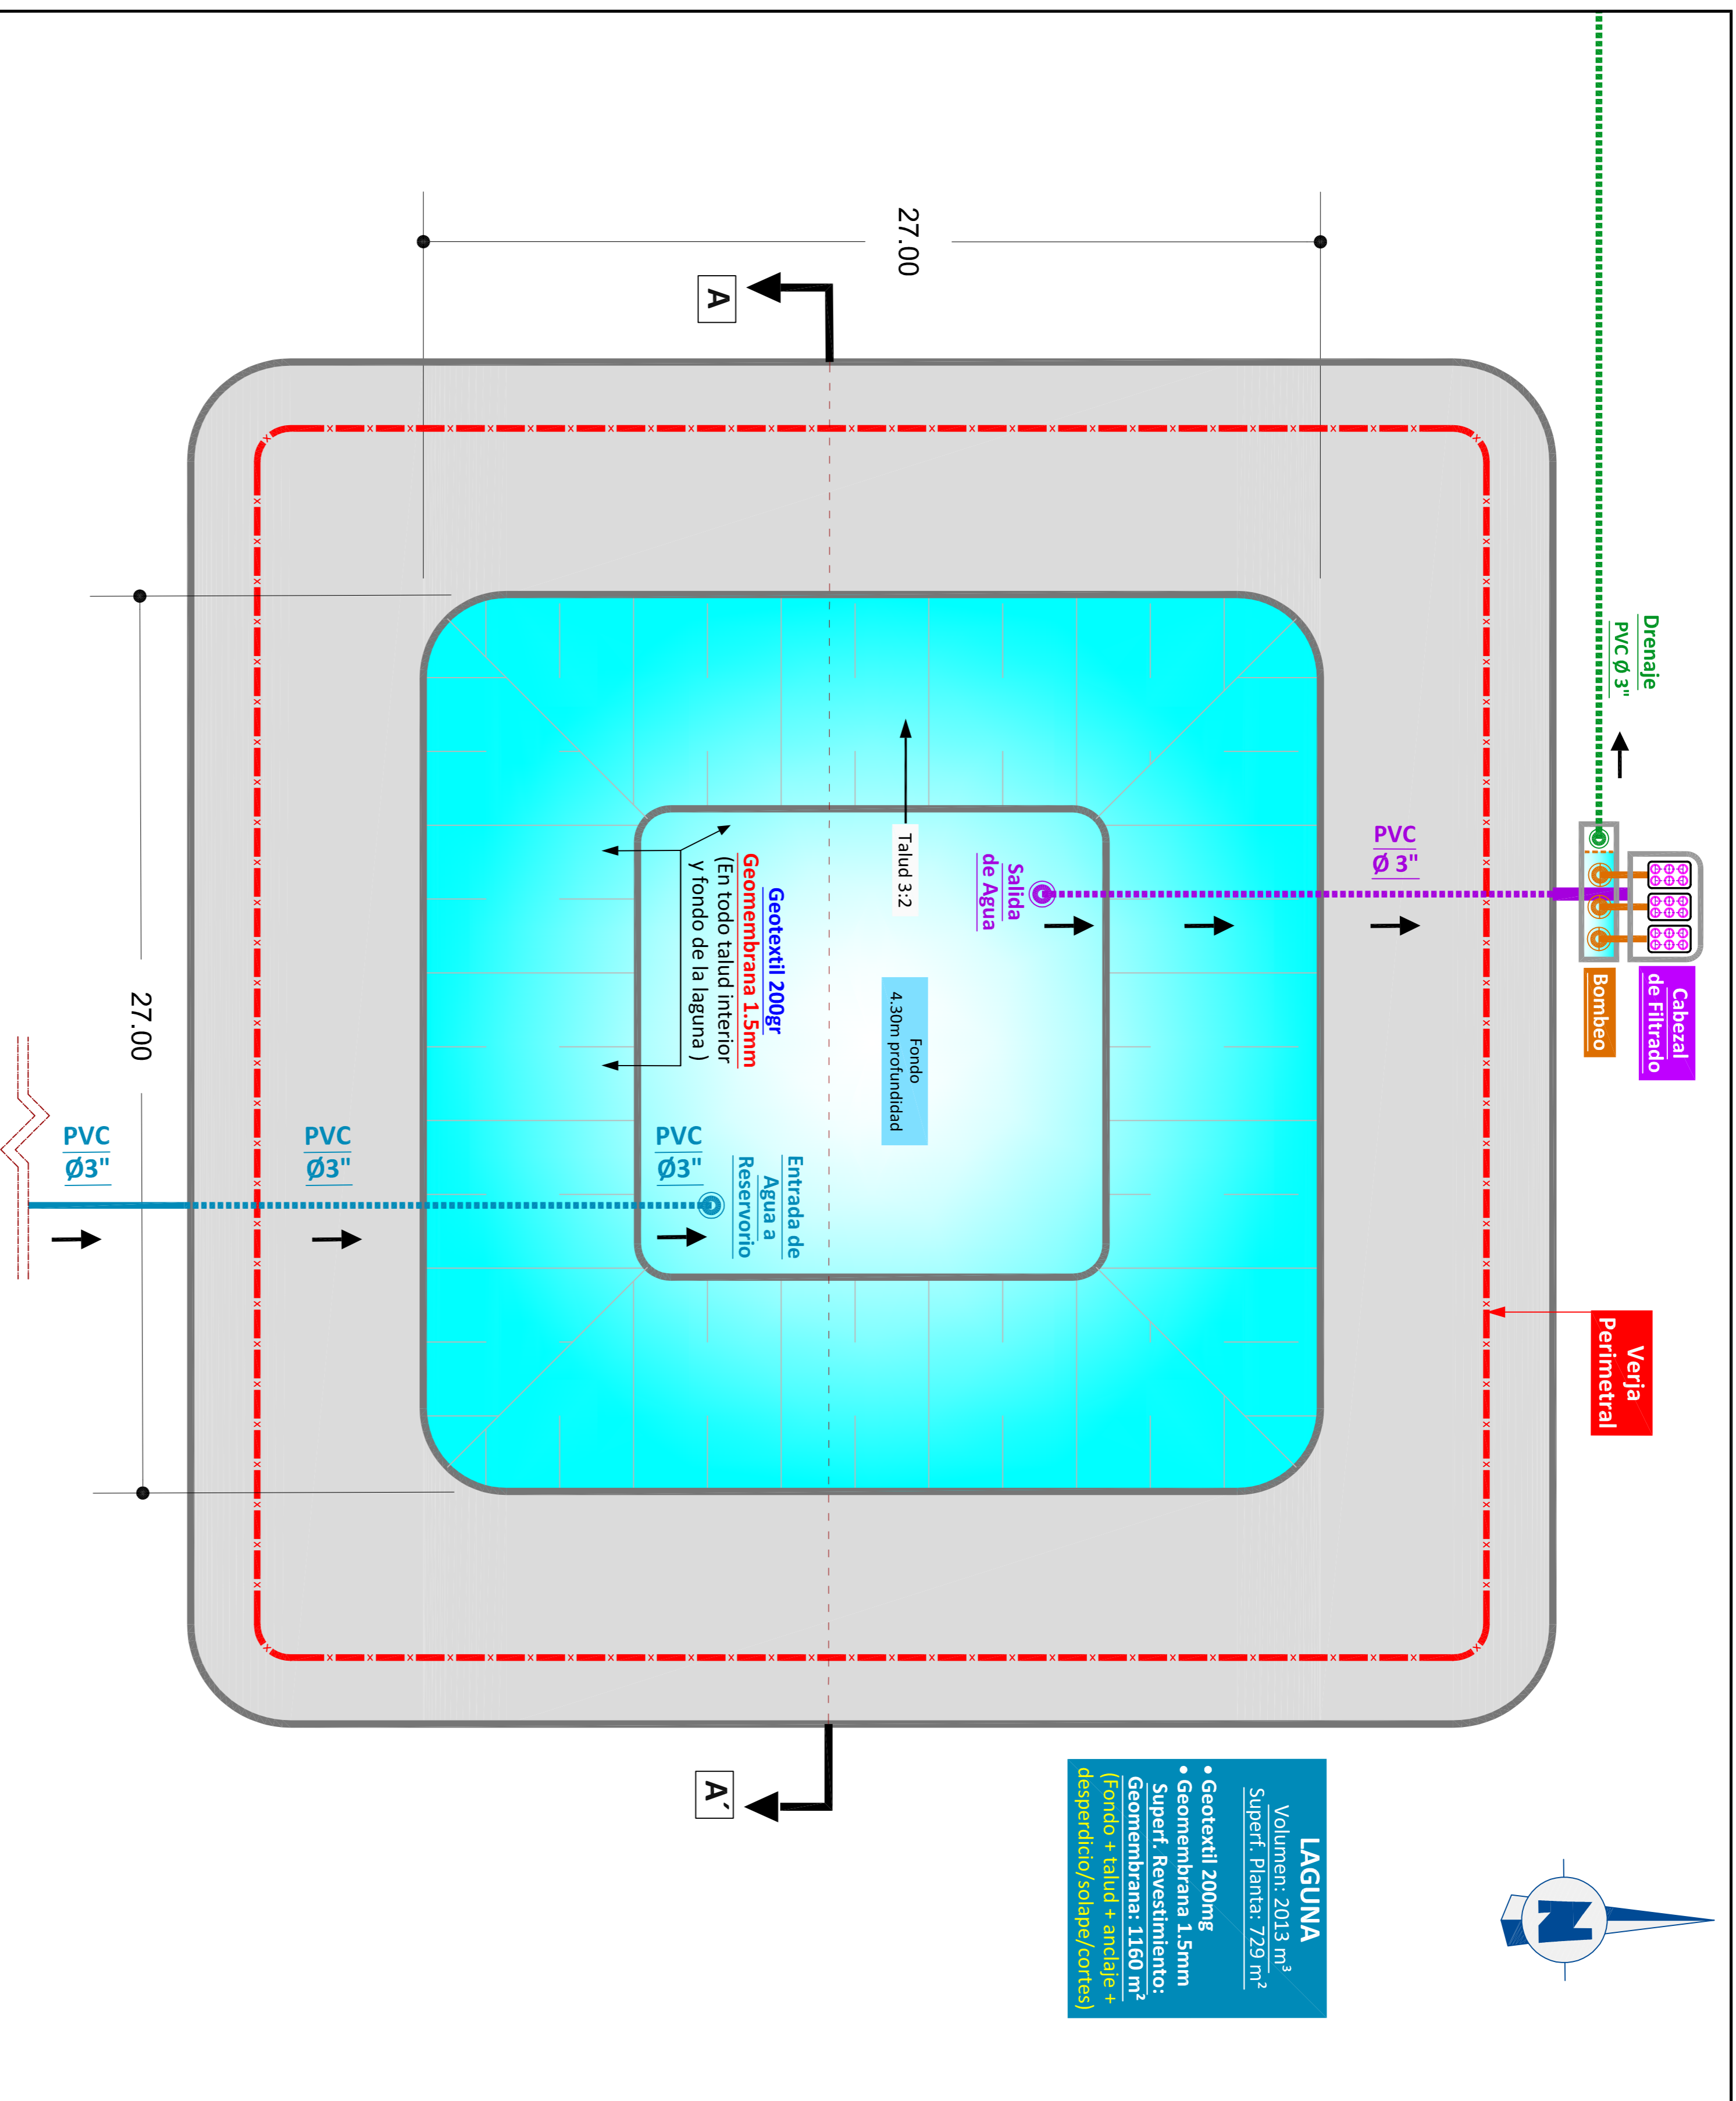 Drenaje
PVC Ø 3"
Cabezal
de Filtrado
Bombeo
Verja
Perimetral
27.00
A
PVC
Ø 3"
Salida
de Agua
Talud 3:2
Fondo
4.30m profundidad
Geotextil 200gr
Geomembrana 1.5mm
(En todo talud interior
y fondo de la laguna )
Entrada de
Agua a
Reservorio
PVC
Ø3"
PVC
Ø3"
PVC
Ø3"
27.00
A´
LAGUNA
Volumen: 2013 m³
Superf. Planta: 729 m²
• Geotextil 200mg
• Geomembrana 1.5mm
Superf. Revestimiento:
Geomembrana: 1160 m²
(Fondo + talud + anclaje +
desperdicio/solape/cortes)
N